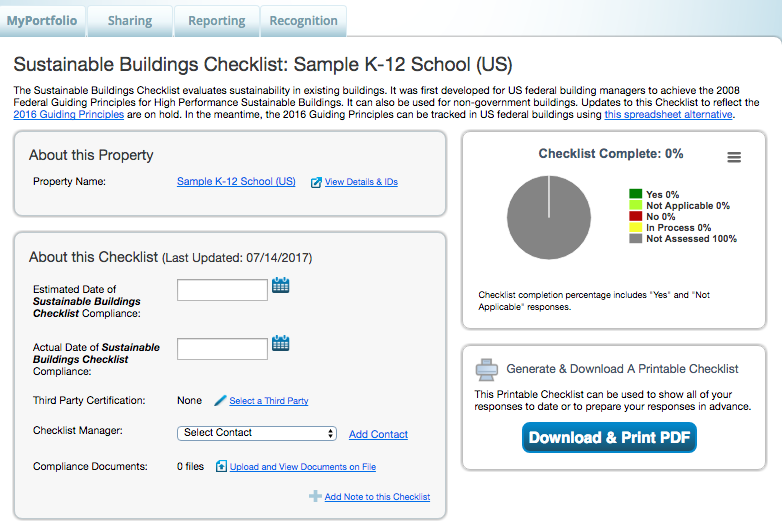 MyPortfolio Sharing Reporting Recognition
Sustainable Buildings Checklist: Sample K-12 School (US)
The Sustainable Buildings Checklist evaluates sustainability in existing buildings. It was first developed for US federal building managers to achieve the 2008
Federal Guiding Principles for High Performance Sustainable Buildings. It can also be used for non-government buildings. Updates to this Checklist to reflect the
2016 Guiding Principles are on hold. In the meantime, the 2016 Guiding Principles can be tracked in US federal buildings using this spreadsheet alternative.
About this Property
Property Name: Sample K-12 School (US) View Details & IDs
About this Checklist (Last Updated: 07/14/2017)
Estimated Date of
Sustainable Buildings
Checklist Compliance:
Actual Date of Sustainable
Buildings Checklist
Compliance:
Third Party Certification: None Select a Third Party
Checklist Manager: Select Contact Add Contact
Compliance Documents: 0 files Upload and View Documents on File
Add Note to this Checklist
Checklist Complete: 0%
Yes 0%
Not Applicable 0%
No 0%
In Process 0%
Not Assessed 100%
Checklist completion percentage includes "Yes" and "Not
Applicable" responses.
Generate & Download A Printable Checklist
This Printable Checklist can be used to show all of your
responses to date or to prepare your responses in advance.
Download & Print PDF